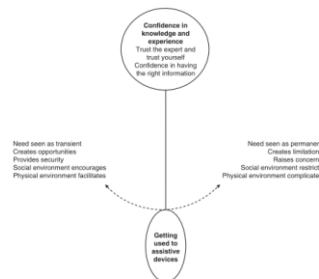 Confidence in
knowledge and
experience
Trust the expert and
trust yourself
Confidence in having
the right information
Need seen as transient
Creates opportunities
Provides security
Social environment encourages
Physical environment facilitates
Need seen as permaner
Creates limitation
Raises concern
Social environment restrict
Physical environment complicate
Getting
used to
assistive
devices